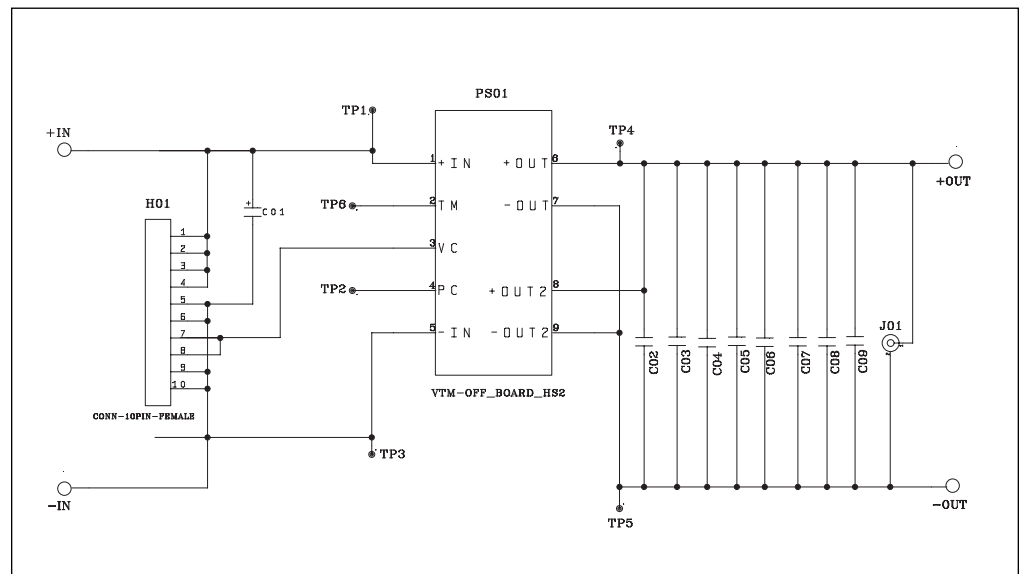 PS01
TP1
TP4
+IN
+OUT
H01
C01
1
2
3
4
5
6
7
8
9
10
CONN-10PIN-FEMALE
TP6
TP2
TP3
1 +IN
2 TM
3 VC
4 PC
5 -IN
+OUT 6
-OUT 7
+OUT2 8
-OUT2 9
VTM-OFF_BOARD_HS2
C02
C03
C04
C05
C06
C07
C08
C09
J01
-IN
TP5
-OUT